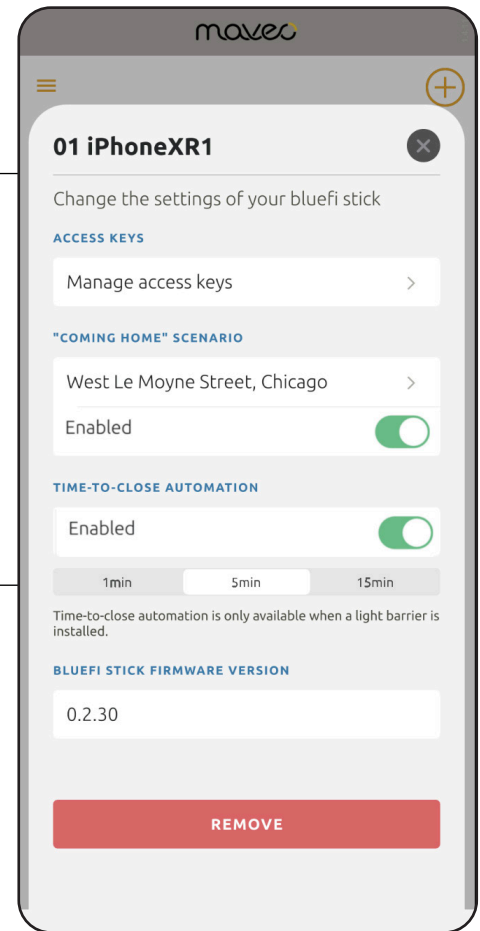 maveo
01 iPhoneXR1
Change the settings of your bluefi stick
ACCESS KEYS
Manage access keys
"COMING HOME" SCENARIO
West Le Moyne Street, Chicago
Enabled
TIME-TO-CLOSE AUTOMATION
Enabled
1min 5min 15min
Time-to-close automation is only available when a light barrier is
installed.
BLUEFI STICK FIRMWARE VERSION
0.2.30
REMOVE